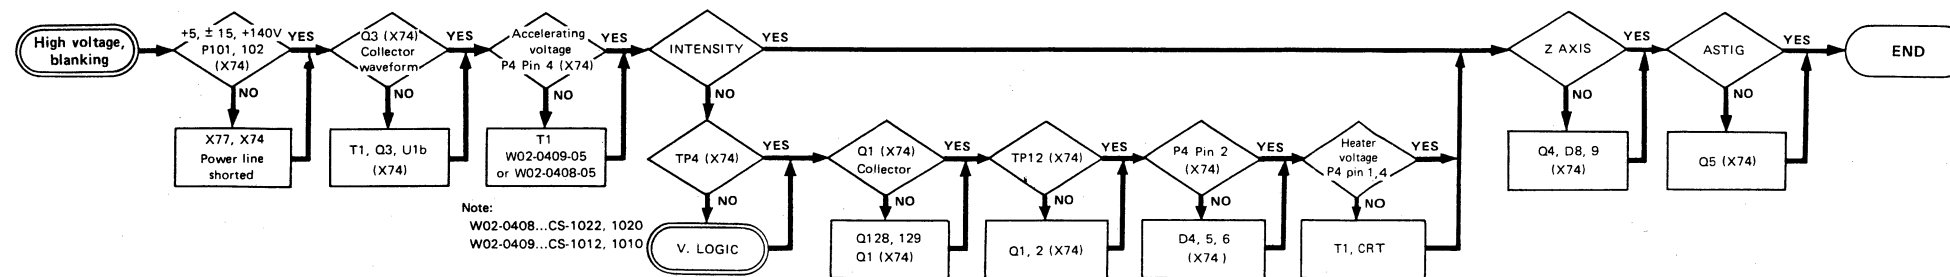 High voltage,
blanking
+5, ± 15, +140V
P101, 102
(X74)
YES
NO
X77, X74
Power line
shorted
Q3 (X74)
Collector
waveform
YES
NO
T1, Q3, U1b
(X74)
Accelerating
voltage
P4 Pin 4 (X74)
YES
NO
T1
W02-0409-05
or W02-0408-05
Note:
W02-0408...CS-1022, 1020
W02-0409...CS-1012, 1010
INTENSITY
YES
NO
TP4 (X74)
YES
NO
V. LOGIC
Q1 (X74)
Collector
YES
NO
Q128, 129
Q1 (X74)
TP12 (X74)
YES
NO
Q1, 2 (X74)
P4 Pin 2
(X74)
YES
NO
D4, 5, 6
(X74)
Heater
voltage
P4 pin 1,4
YES
NO
T1, CRT
Z AXIS
YES
NO
Q4, D8, 9
(X74)
ASTIG
YES
NO
Q5 (X74)
END